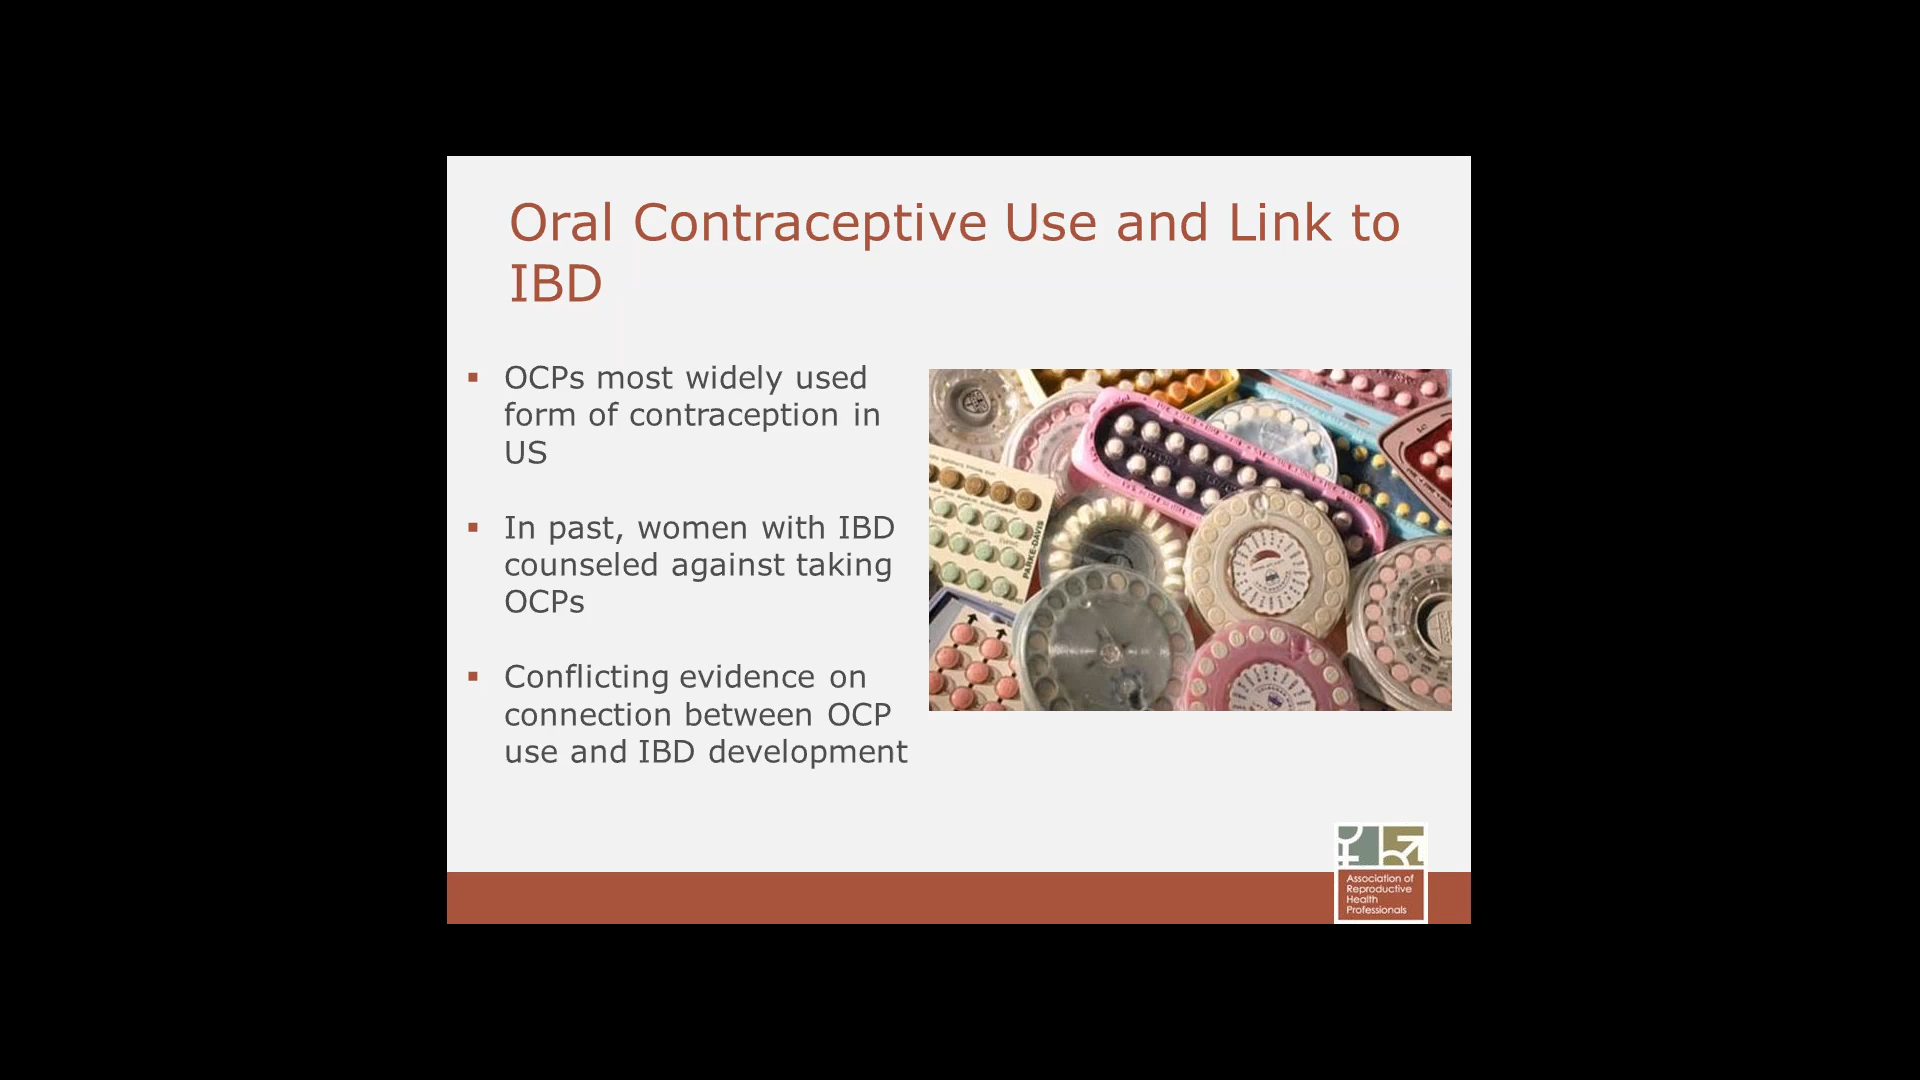 Oral Contraceptive Use and Link to
IBD
▪ OCPs most widely used
form of contraception in
US
▪ In past, women with IBD
counseled against taking
OCPs
▪ Conflicting evidence on
connection between OCP
use and IBD development
PARKE-DAVIS
Association of
Reproductive
Health
Professionals